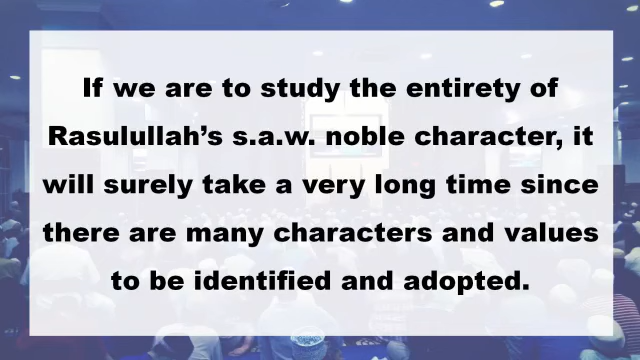 If we are to study the entirety of
Rasulullah’s s.a.w. noble character, it
will surely take a very long time since
there are many characters and values
to be identified and adopted.